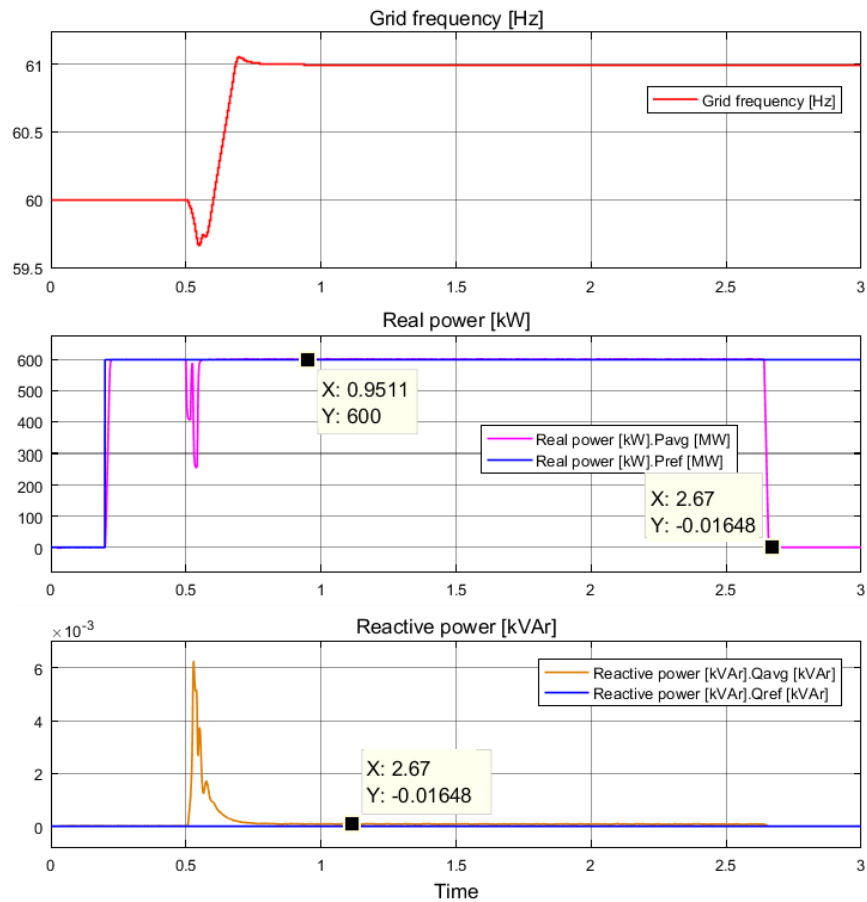 Grid frequency [Hz]
61
60.5
60
59.5
Grid frequency [Hz]
0 0.5 1 1.5 2 2.5 3
Real power [kW]
600
500
400
300
200
100
0
X: 0.9511
Y: 600
Real power [kW].Pavg [MW]
Real power [kW].Pref [MW]
X: 2.67
Y: -0.01648
0 0.5 1 1.5 2 2.5 3
Reactive power [kVAr]
×10⁻³
6
4
2
0
Reactive power [kVAr].Qavg [kVAr]
Reactive power [kVAr].Qref [kVAr]
X: 2.67
Y: -0.01648
0 0.5 1 1.5 2 2.5 3
Time